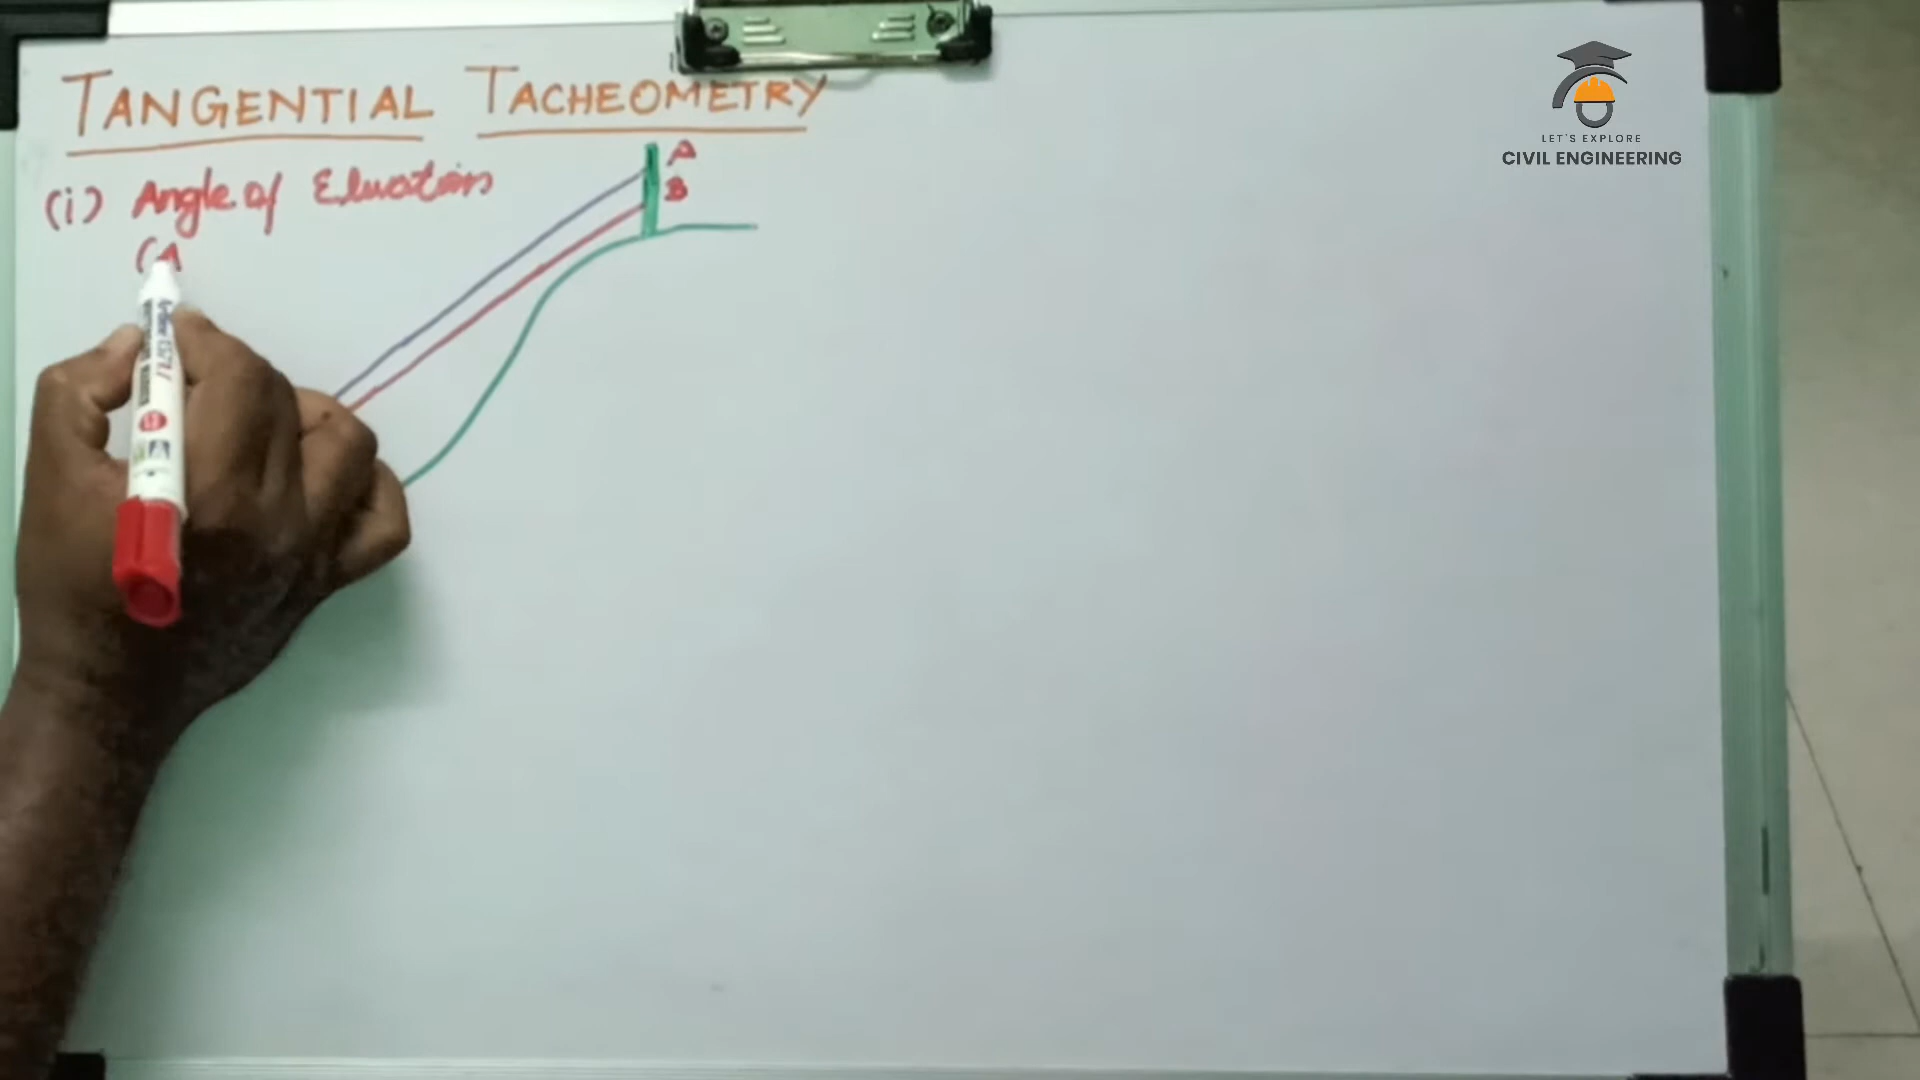 TANGENTIAL TACHEOMETRY
(i) Angle of Elevation
(A
A
B
LET'S EXPLORE
CIVIL ENGINEERING